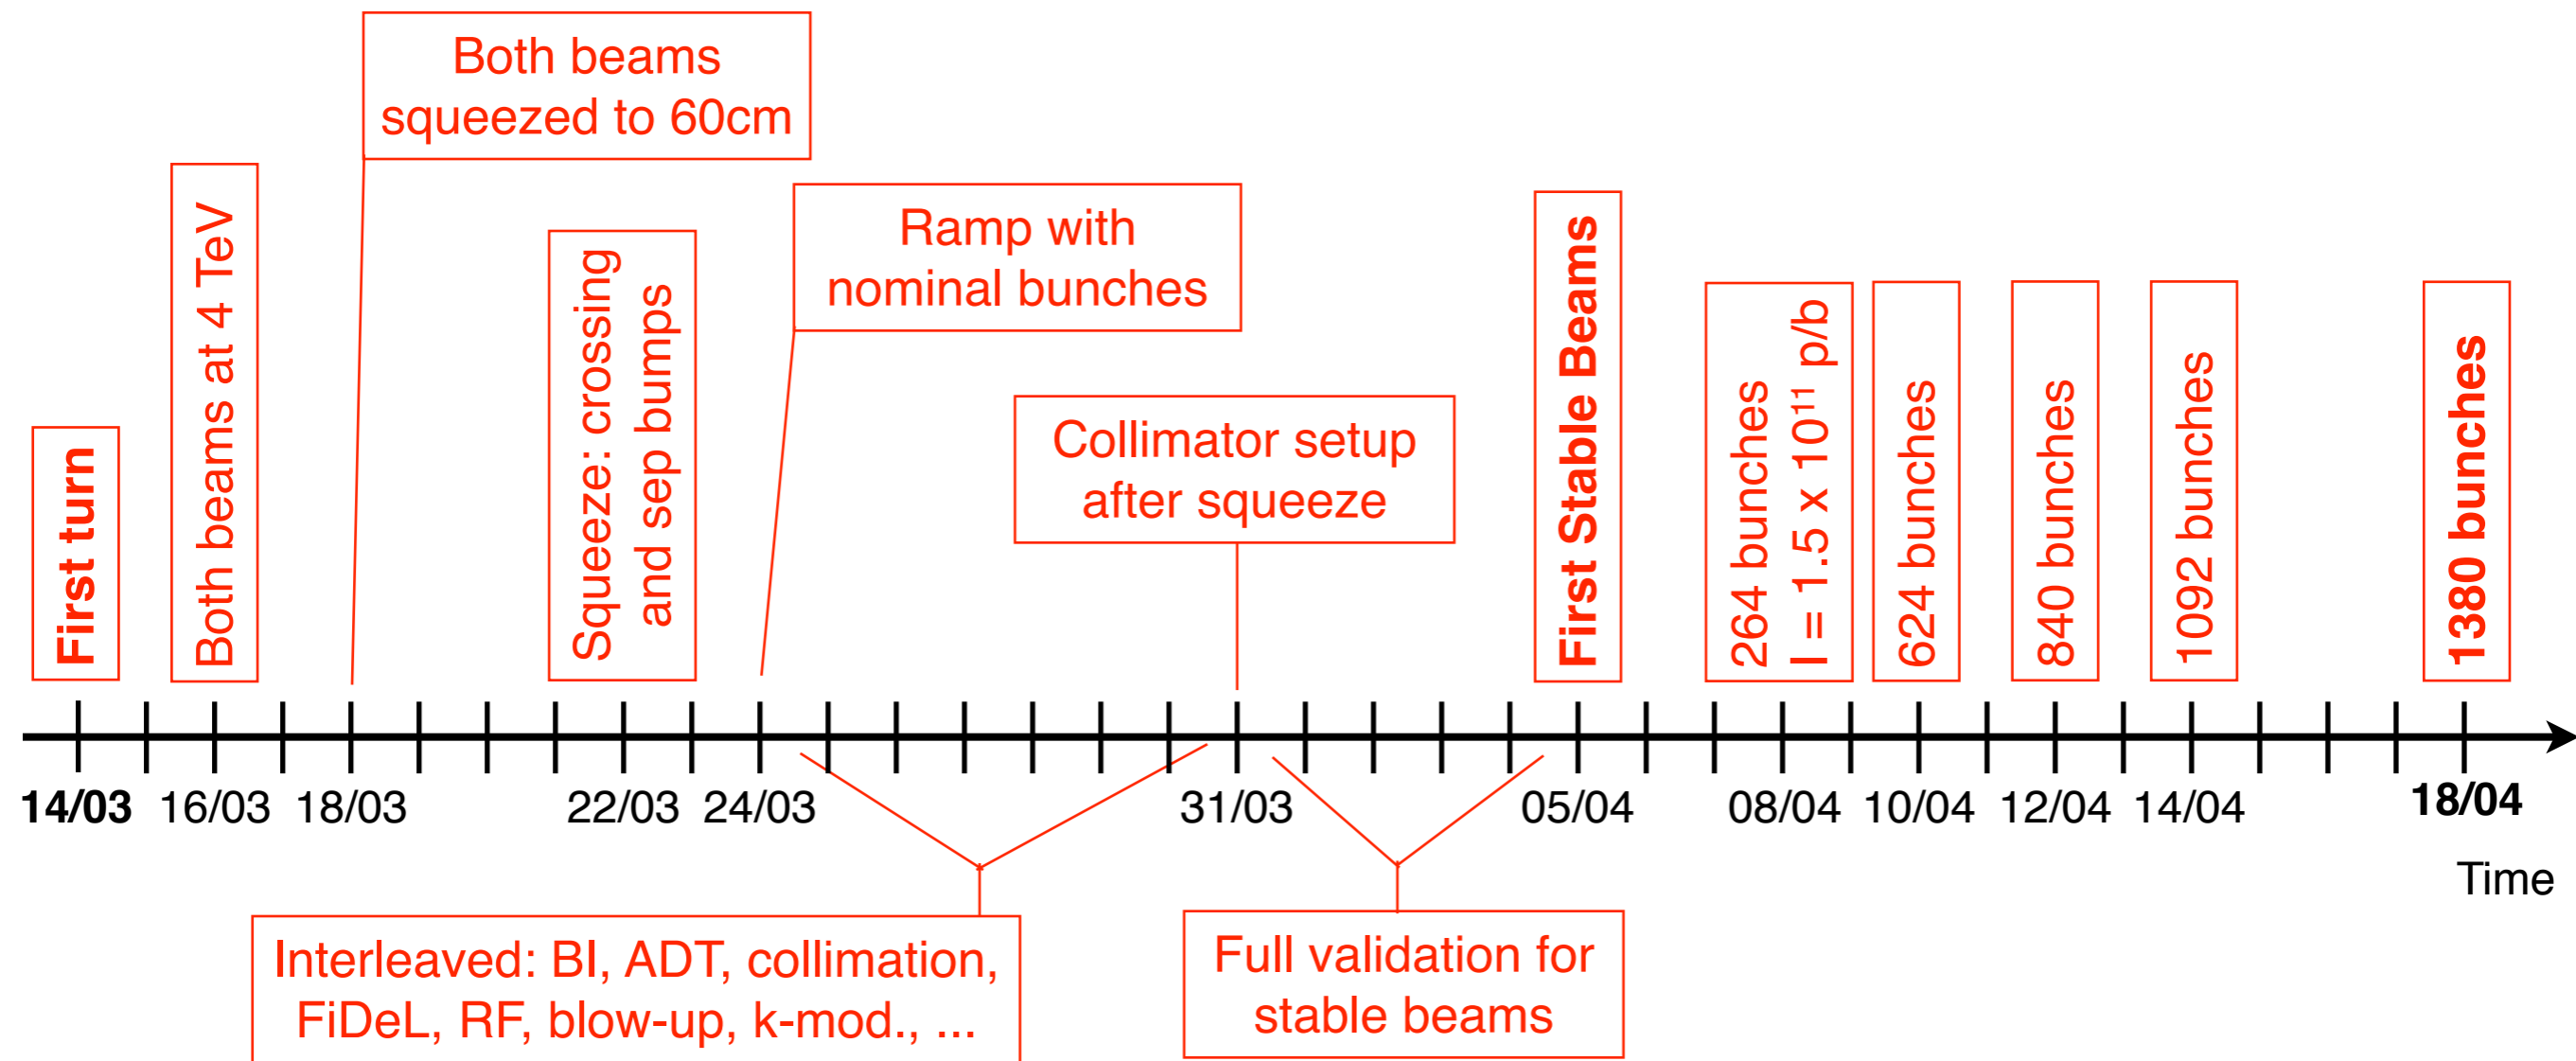 Both beams
squeezed to 60cm
Ramp with
nominal bunches
Collimator setup
after squeeze
First turn
Both beams at 4 TeV
Squeeze: crossing
and sep bumps
First Stable Beams
264 bunches
I = 1.5 x 10¹¹ p/b
624 bunches
840 bunches
1092 bunches
1380 bunches
14/03 16/03 18/03 22/03 24/03 31/03 05/04 08/04 10/04 12/04 14/04 18/04
Time
Interleaved: BI, ADT, collimation,
FiDeL, RF, blow-up, k-mod., ...
Full validation for
stable beams